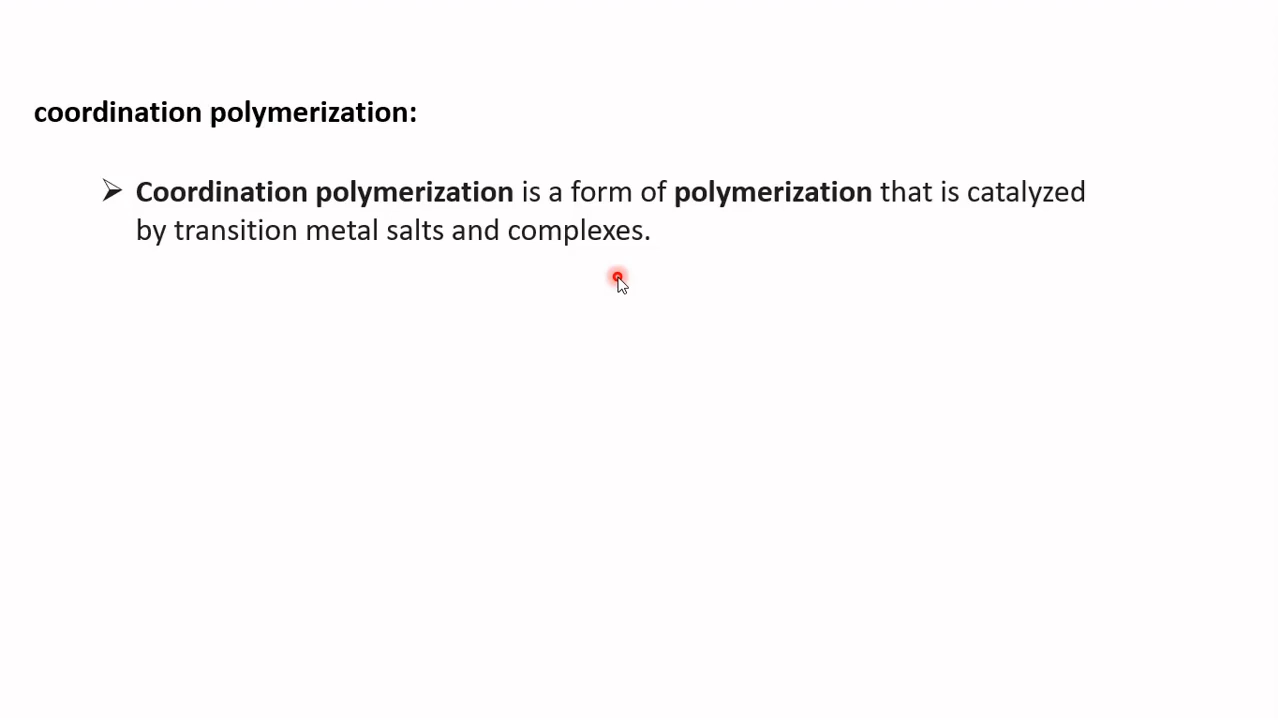 coordination polymerization:
Coordination polymerization is a form of polymerization that is catalyzed
by transition metal salts and complexes.